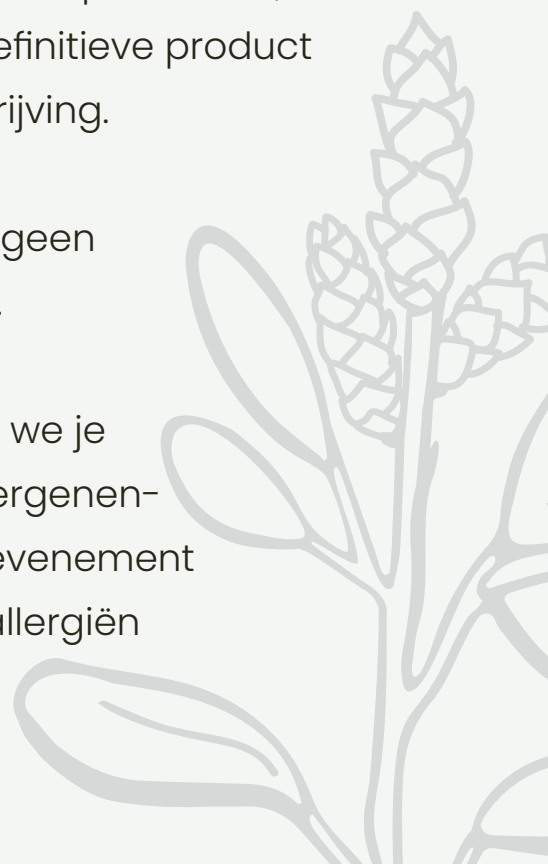 efinitieve product
rijving.
geen
.
we je
ergenen-
evenement
allergiën